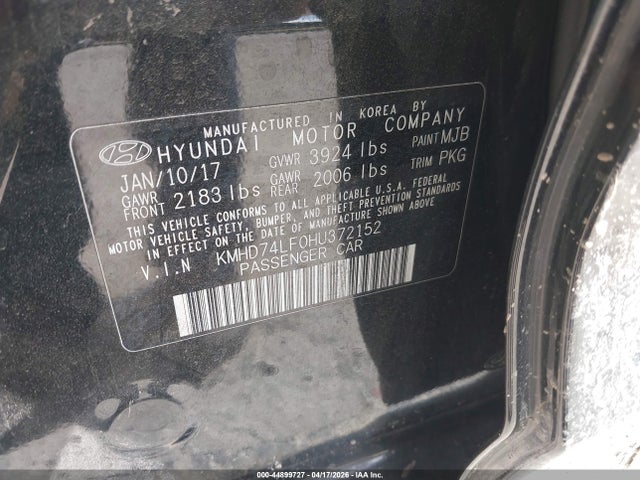 MANUFACTURED IN KOREA BY
HYUNDAI MOTOR COMPANY
JAN/10/17 GVWR 3924 lbs PAINT MJB
GAWR FRONT 2183 lbs GAWR REAR 2006 lbs TRIM PKG
THIS VEHICLE CONFORMS TO ALL APPLICABLE U.S.A. FEDERAL
MOTOR VEHICLE SAFETY, BUMPER, AND THEFT PREVENTION STANDARDS
IN EFFECT ON THE DATE OF MANUFACTURE SHOWN ABOVE.
V.I.N KMHD74LF0HU372152
PASSENGER CAR
000-44899727 - 04/17/2026 - IAA Inc.